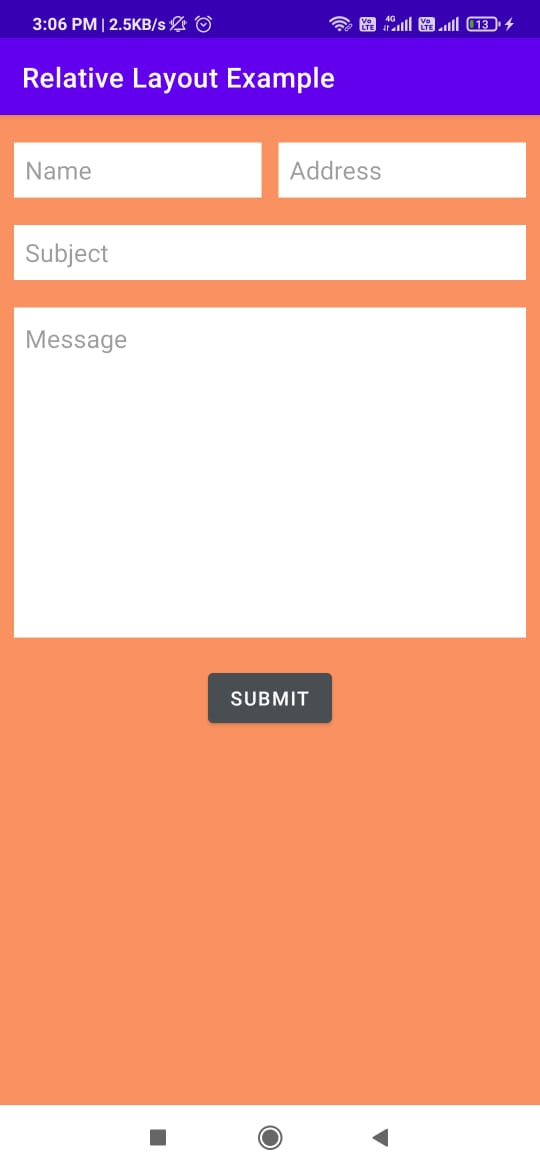 3:06 PM | 2.5KB/s Vo LTE 4G Vo LTE 13
Relative Layout Example
Name Address
Subject
Message
SUBMIT